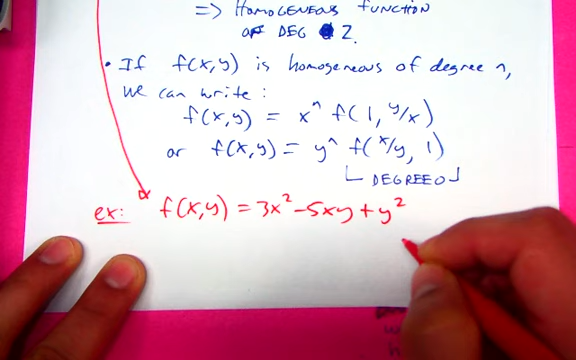 => HOMOGENEOUS FUNCTION
OF DEG 2.
• If f(x,y) is homogeneous of degree n,
we can write:
f(x,y) = x^n f(1, y/x)
or f(x,y) = y^n f(x/y, 1)
DEGREE 0
ex: f(x,y) = 3x² - 5xy + y²